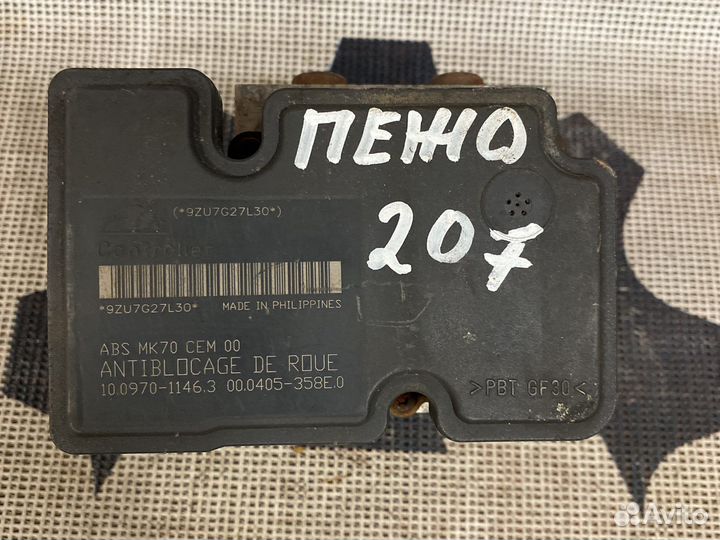 ПЕЖО
207
(*9ZU7G27L30*)
Controller
*9ZU7G27L30* MADE IN PHILIPPINES
ABS MK70 CEM 00
ANTIBLOCAGE DE ROUE
10.0970-1146.3 00.0405-358E.0
>PBT GF30<
Avito